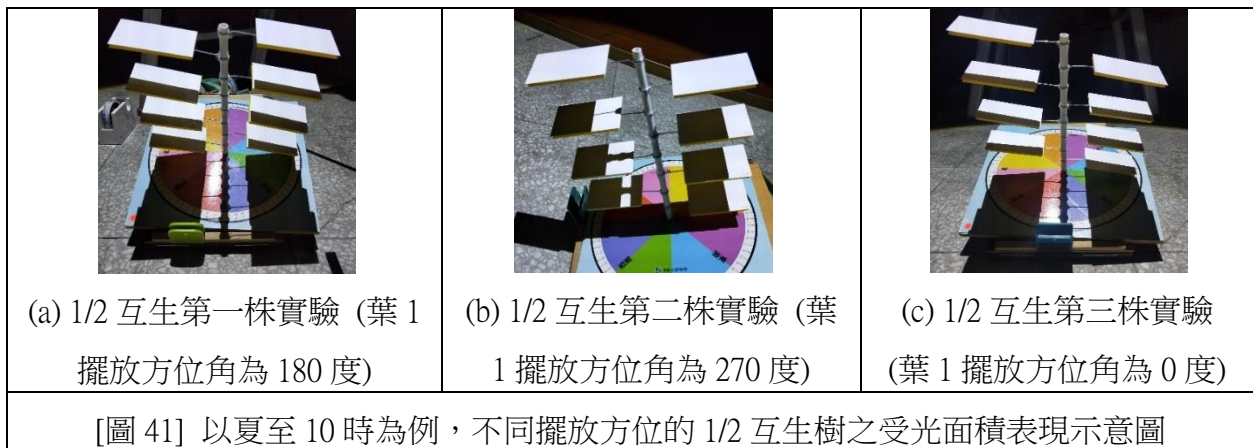 (a) 1/2 互生第一株實驗 (葉 1
擺放方位角為 180 度)
(b) 1/2 互生第二株實驗 (葉
1 擺放方位角為 270 度)
(c) 1/2 互生第三株實驗
(葉 1 擺放方位角為 0 度)
[圖 41] 以夏至 10 時為例，不同擺放方位的 1/2 互生樹之受光面積表現示意圖